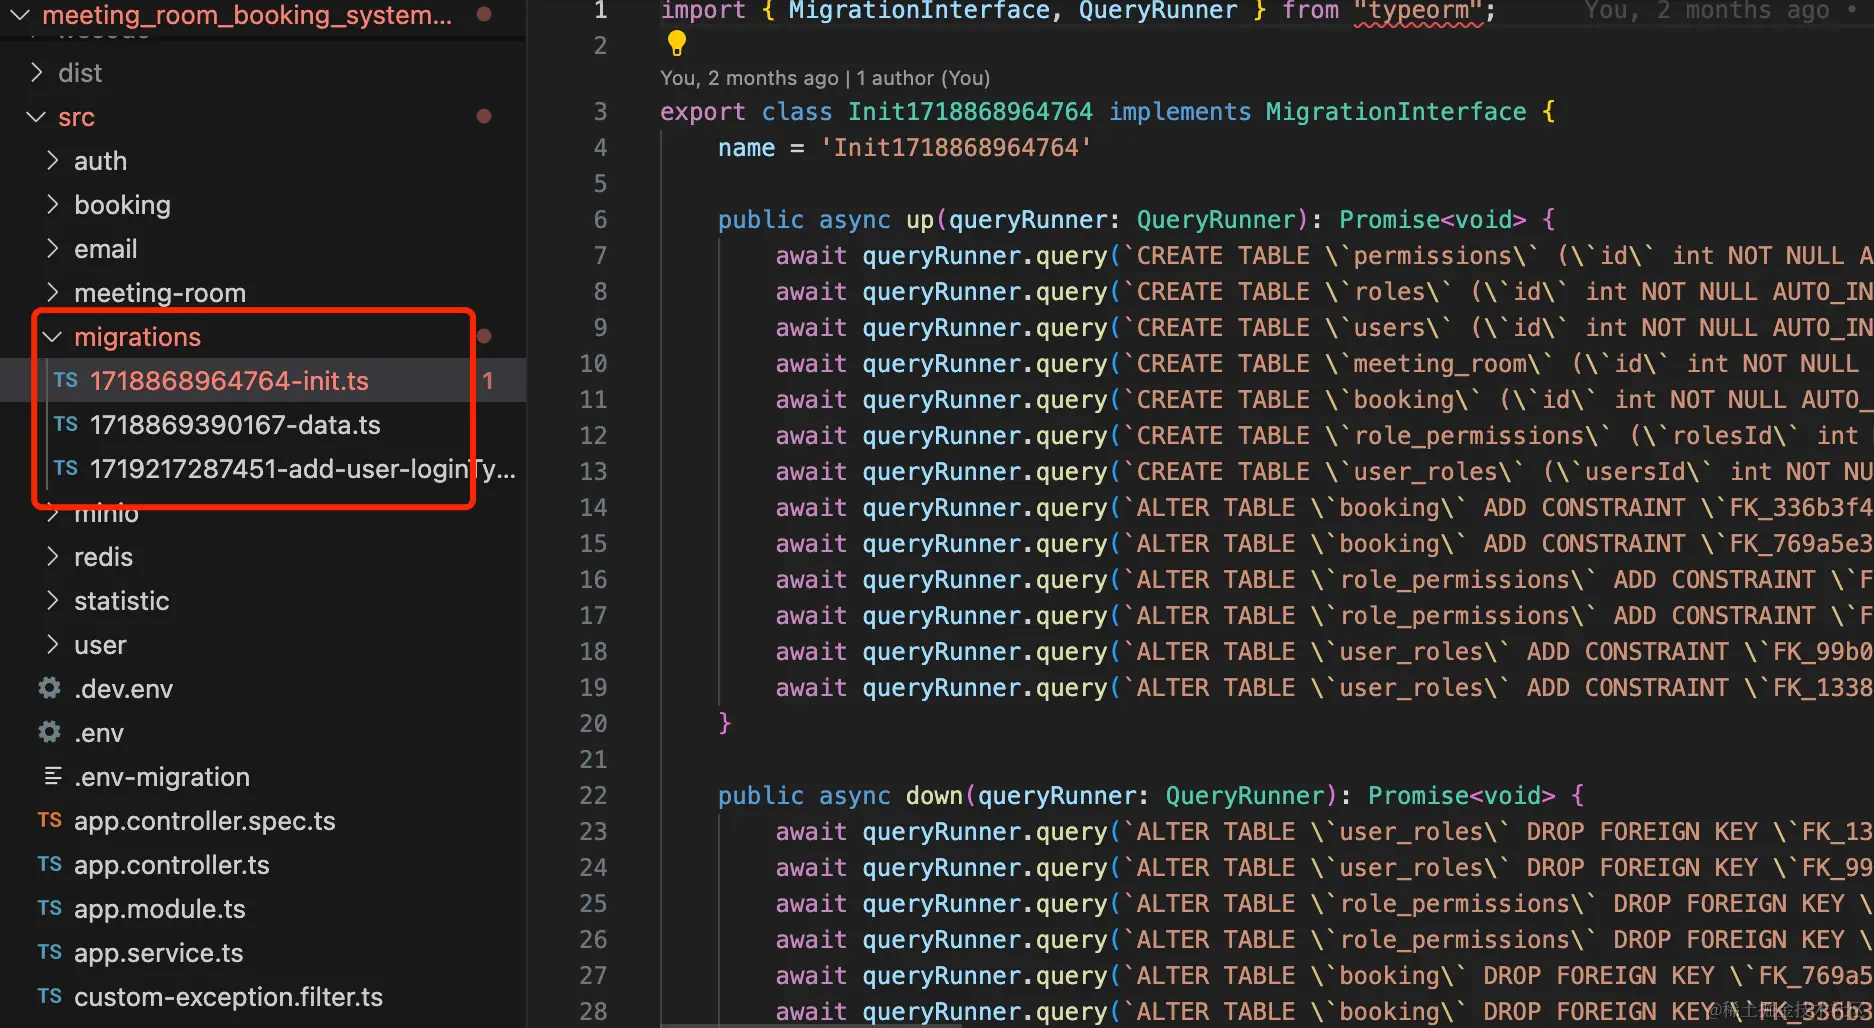 meeting_room_booking_system...
dist
src
auth
booking
email
meeting-room
migrations
TS 1718868964764-init.ts 1
TS 1718869390167-data.ts
TS 1719217287451-add-user-loginTy...
minio
redis
statistic
user
.dev.env
.env
.env-migration
TS app.controller.spec.ts
TS app.controller.ts
TS app.module.ts
TS app.service.ts
TS custom-exception.filter.ts
1 import { MigrationInterface, QueryRunner } from "typeorm"; You, 2 months ago •
2
You, 2 months ago | 1 author (You)
3 export class Init1718868964764 implements MigrationInterface {
4 name = 'Init1718868964764'
5
6 public async up(queryRunner: QueryRunner): Promise<void> {
7 await queryRunner.query(`CREATE TABLE \`permissions\` (\`id\` int NOT NULL A
8 await queryRunner.query(`CREATE TABLE \`roles\` (\`id\` int NOT NULL AUTO_IN
9 await queryRunner.query(`CREATE TABLE \`users\` (\`id\` int NOT NULL AUTO_IN
10 await queryRunner.query(`CREATE TABLE \`meeting_room\` (\`id\` int NOT NULL
11 await queryRunner.query(`CREATE TABLE \`booking\` (\`id\` int NOT NULL AUTO_
12 await queryRunner.query(`CREATE TABLE \`role_permissions\` (\`rolesId\` int
13 await queryRunner.query(`CREATE TABLE \`user_roles\` (\`usersId\` int NOT NU
14 await queryRunner.query(`ALTER TABLE \`booking\` ADD CONSTRAINT \`FK_336b3f4
15 await queryRunner.query(`ALTER TABLE \`booking\` ADD CONSTRAINT \`FK_769a5e3
16 await queryRunner.query(`ALTER TABLE \`role_permissions\` ADD CONSTRAINT \`F
17 await queryRunner.query(`ALTER TABLE \`role_permissions\` ADD CONSTRAINT \`F
18 await queryRunner.query(`ALTER TABLE \`user_roles\` ADD CONSTRAINT \`FK_99b0
19 await queryRunner.query(`ALTER TABLE \`user_roles\` ADD CONSTRAINT \`FK_1338
20 }
21
22 public async down(queryRunner: QueryRunner): Promise<void> {
23 await queryRunner.query(`ALTER TABLE \`user_roles\` DROP FOREIGN KEY \`FK_13
24 await queryRunner.query(`ALTER TABLE \`user_roles\` DROP FOREIGN KEY \`FK_99
25 await queryRunner.query(`ALTER TABLE \`role_permissions\` DROP FOREIGN KEY \
26 await queryRunner.query(`ALTER TABLE \`role_permissions\` DROP FOREIGN KEY \
27 await queryRunner.query(`ALTER TABLE \`booking\` DROP FOREIGN KEY \`FK_769a5
28 await queryRunner.query(`ALTER TABLE \`booking\` DROP FOREIGN KEY \`FK_336b3
@稀土掘金技术社区